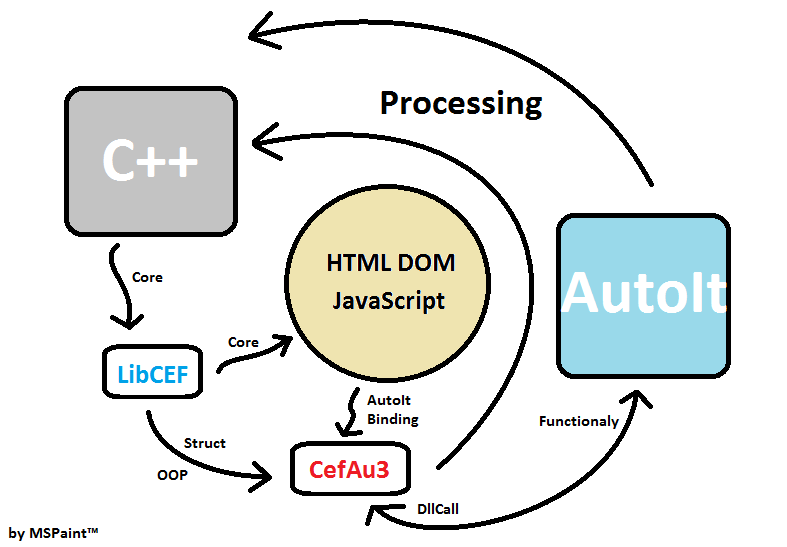 Processing
C++
HTML DOM
JavaScript
AutoIt
Core
Core
LibCEF
AutoIt
Binding
Functionaly
Struct
OOP
CefAu3
DllCall
by MSPaint™